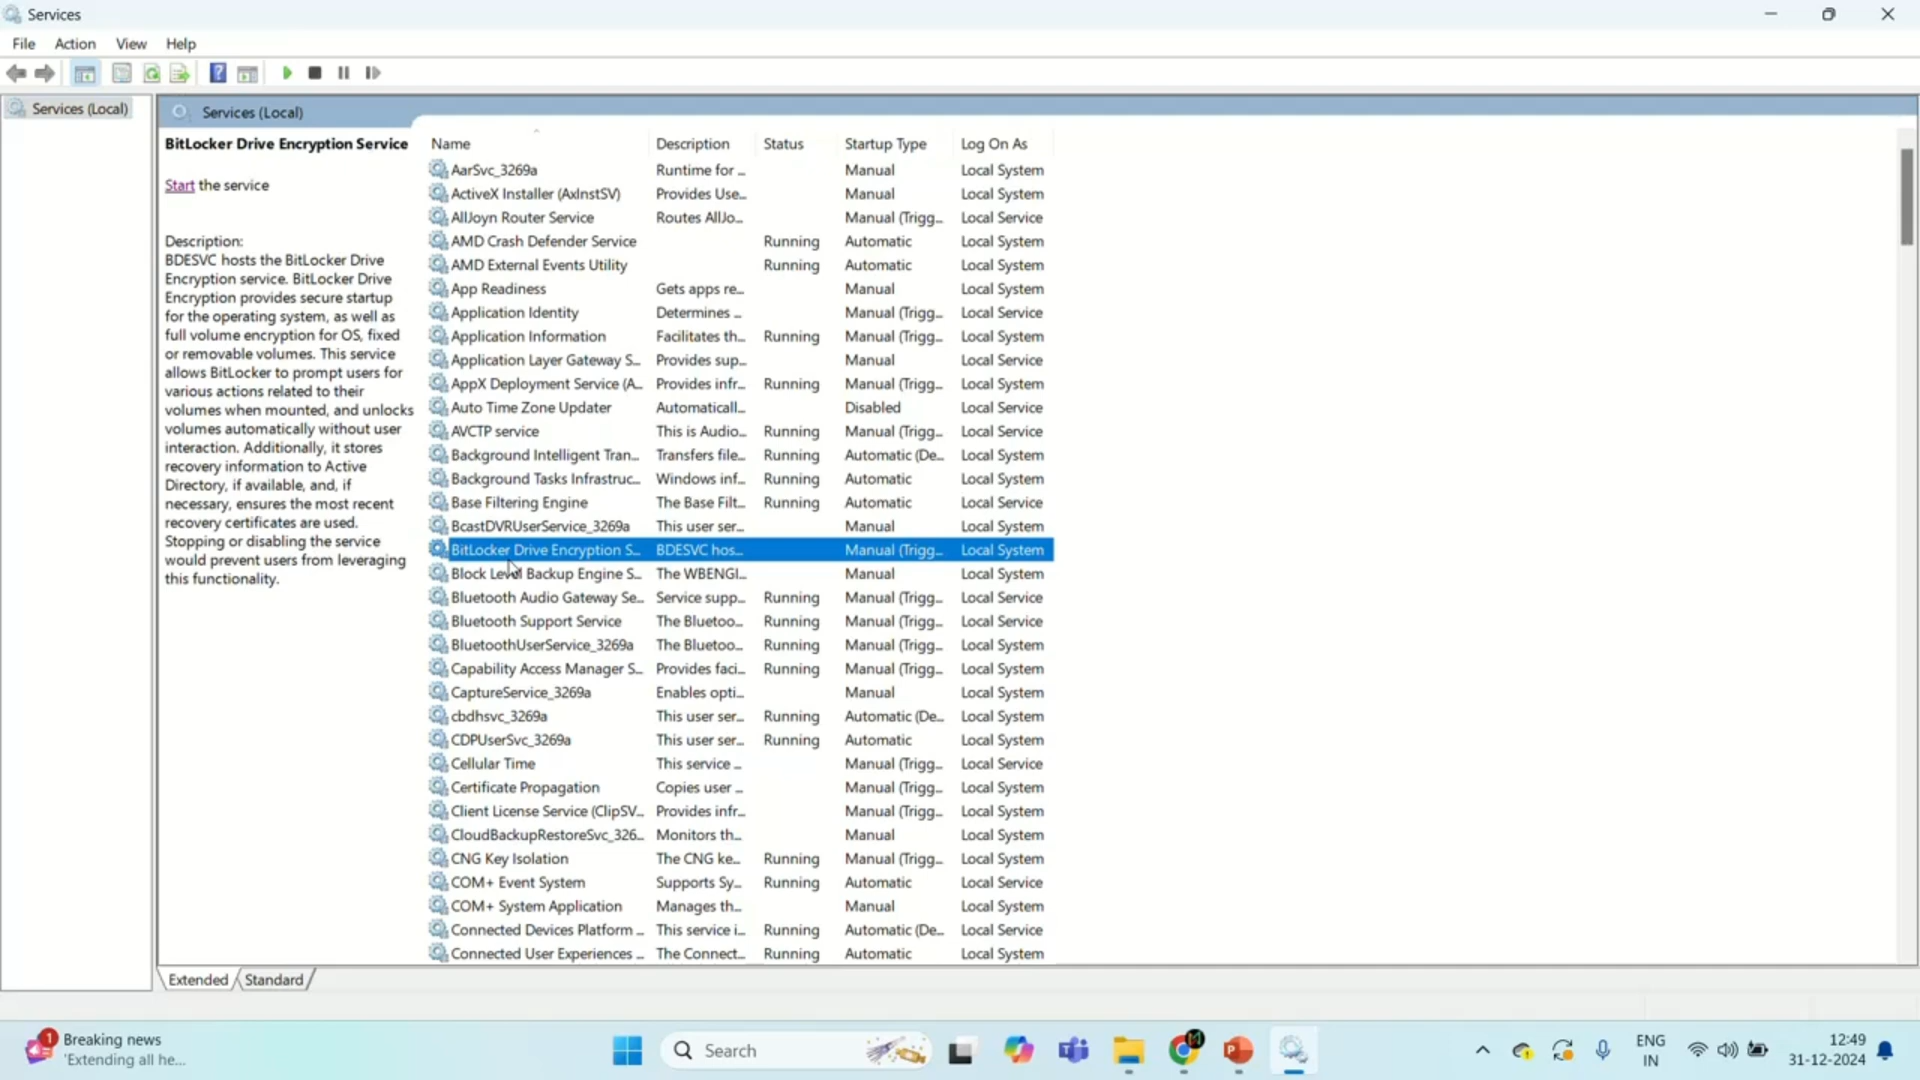 Services
File Action View Help
Services (Local)
Services (Local)
BitLocker Drive Encryption Service
Start the service
Description:
BDESVC hosts the BitLocker Drive
Encryption service. BitLocker Drive
Encryption provides secure startup
for the operating system, as well as
full volume encryption for OS, fixed
or removable volumes. This service
allows BitLocker to prompt users for
various actions related to their
volumes when mounted, and unlocks
volumes automatically without user
interaction. Additionally, it stores
recovery information to Active
Directory, if available, and, if
necessary, ensures the most recent
recovery certificates are used.
Stopping or disabling the service
would prevent users from leveraging
this functionality.
Name Description Status Startup Type Log On As
AarSvc_3269a Runtime for ... Manual Local System
ActiveX Installer (AxInstSV) Provides Use... Manual Local System
AllJoyn Router Service Routes AllJo... Manual (Trigg... Local Service
AMD Crash Defender Service Running Automatic Local System
AMD External Events Utility Running Automatic Local System
App Readiness Gets apps re... Manual Local System
Application Identity Determines ... Manual (Trigg... Local Service
Application Information Facilitates th... Running Manual (Trigg... Local System
Application Layer Gateway S... Provides sup... Manual Local Service
AppX Deployment Service (A... Provides infr... Running Manual (Trigg... Local System
Auto Time Zone Updater Automaticall... Disabled Local Service
AVCTP service This is Audio... Running Manual (Trigg... Local Service
Background Intelligent Tran... Transfers file... Running Automatic (De... Local System
Background Tasks Infrastruc... Windows inf... Running Automatic Local System
Base Filtering Engine The Base Filt... Running Automatic Local Service
BcastDVRUserService_3269a This user ser... Manual Local System
BitLocker Drive Encryption S... BDESVC hos... Manual (Trigg... Local System
Block Level Backup Engine S... The WBENGI... Manual Local System
Bluetooth Audio Gateway Se... Service supp... Running Manual (Trigg... Local Service
Bluetooth Support Service The Bluetoo... Running Manual (Trigg... Local Service
BluetoothUserService_3269a The Bluetoo... Running Manual (Trigg... Local System
Capability Access Manager S... Provides faci... Running Manual (Trigg... Local System
CaptureService_3269a Enables opti... Manual Local System
cbdhsvc_3269a This user ser... Running Automatic (De... Local System
CDPUserSvc_3269a This user ser... Running Automatic Local System
Cellular Time This service ... Manual (Trigg... Local Service
Certificate Propagation Copies user ... Manual (Trigg... Local System
Client License Service (ClipSV... Provides infr... Manual (Trigg... Local System
CloudBackupRestoreSvc_326... Monitors th... Manual Local System
CNG Key Isolation The CNG ke... Running Manual (Trigg... Local System
COM+ Event System Supports Sy... Running Automatic Local Service
COM+ System Application Manages th... Manual Local System
Connected Devices Platform ... This service i... Running Automatic (De... Local Service
Connected User Experiences ... The Connect... Running Automatic Local System
Extended Standard
1 Breaking news
'Extending all he...
Search
ENG
IN
12:49
31-12-2024